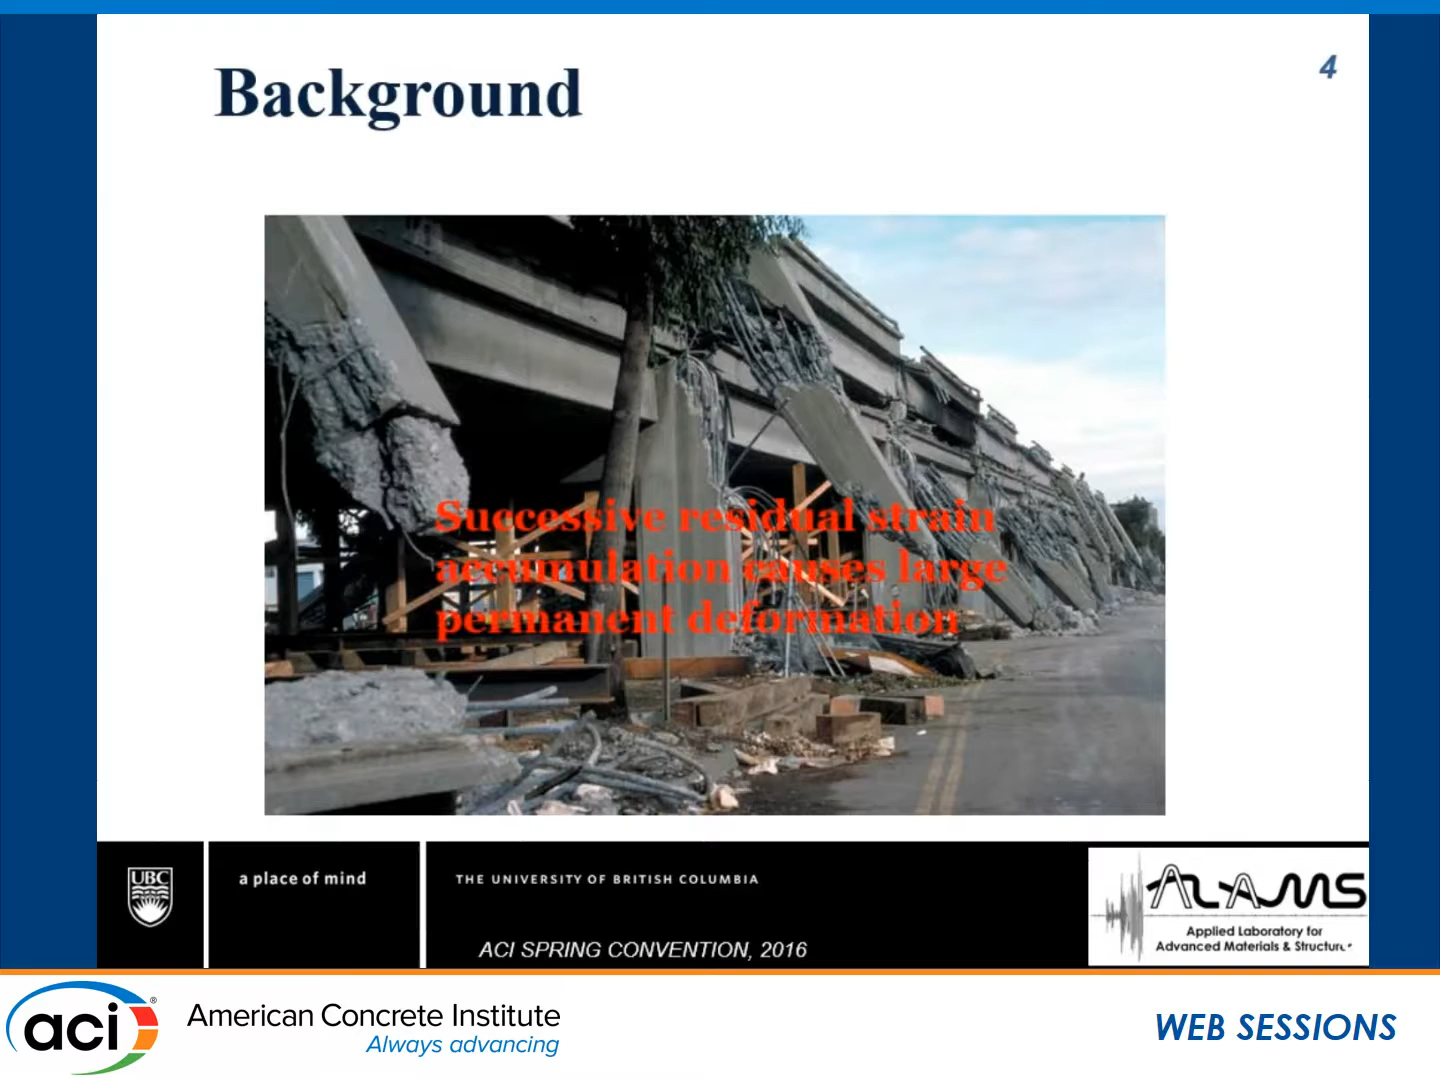 Background
4
Successive residual strain
accumulation causes large
permanent deformation
UBC
a place of mind
THE UNIVERSITY OF BRITISH COLUMBIA
ACI SPRING CONVENTION, 2016
ALAMS
Applied Laboratory for
Advanced Materials & Structures
aci®
American Concrete Institute
Always advancing
WEB SESSIONS